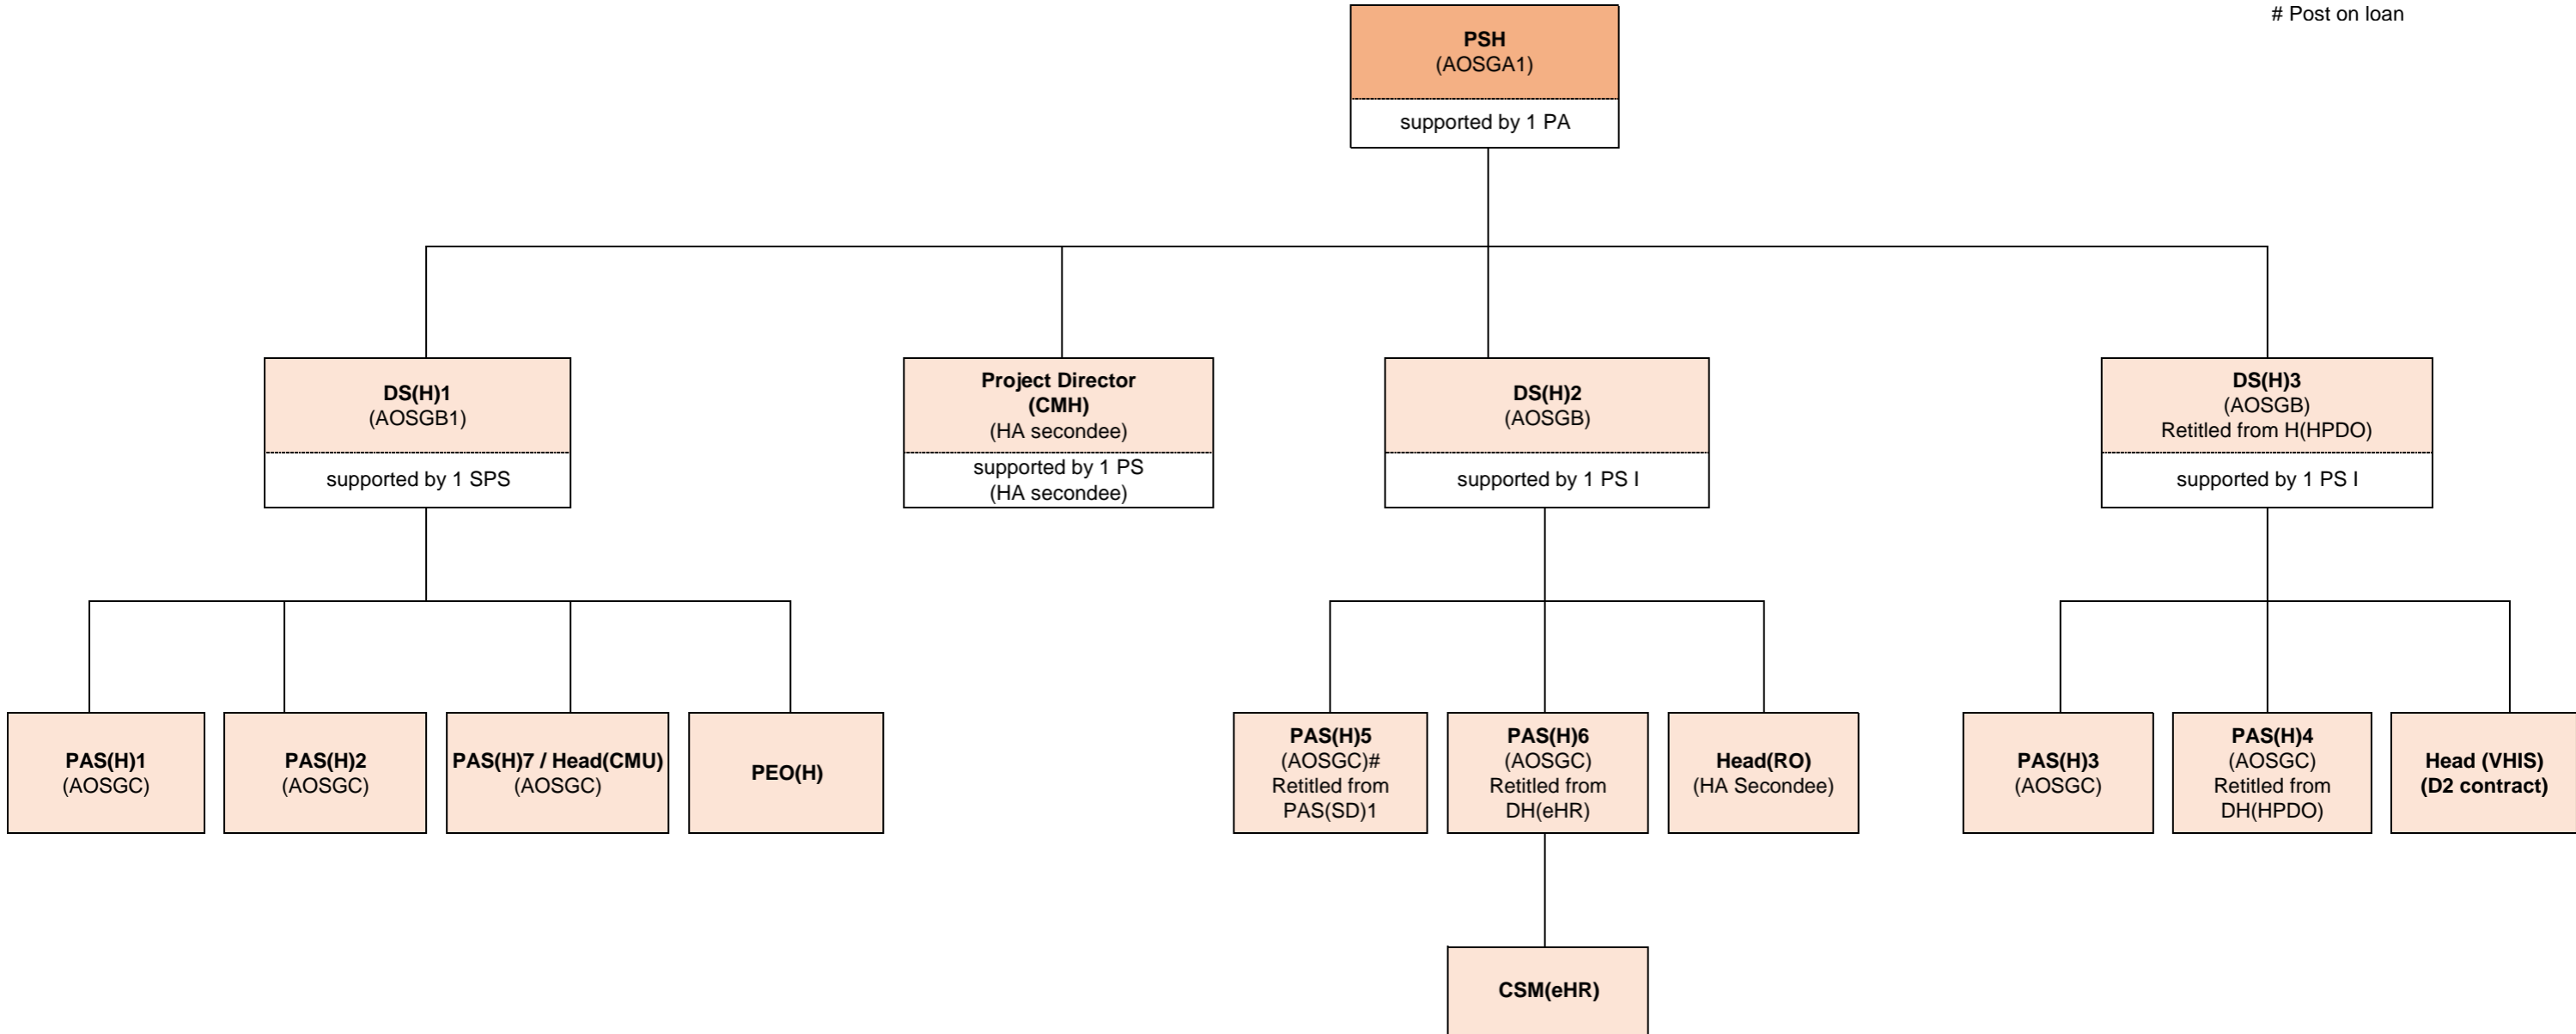 # Post on loan
PSH
(AOSGA1)
supported by 1 PA
DS(H)1
(AOSGB1)
supported by 1 SPS
Project Director
(CMH)
(HA secondee)
supported by 1 PS
(HA secondee)
DS(H)2
(AOSGB)
supported by 1 PS I
DS(H)3
(AOSGB)
Retitled from H(HPDO)
supported by 1 PS I
PAS(H)1
(AOSGC)
PAS(H)2
(AOSGC)
PAS(H)7 / Head(CMU)
(AOSGC)
PEO(H)
PAS(H)5
(AOSGC)#
Retitled from
PAS(SD)1
PAS(H)6
(AOSGC)
Retitled from
DH(eHR)
Head(RO)
(HA Secondee)
PAS(H)3
(AOSGC)
PAS(H)4
(AOSGC)
Retitled from
DH(HPDO)
Head (VHIS)
(D2 contract)
CSM(eHR)